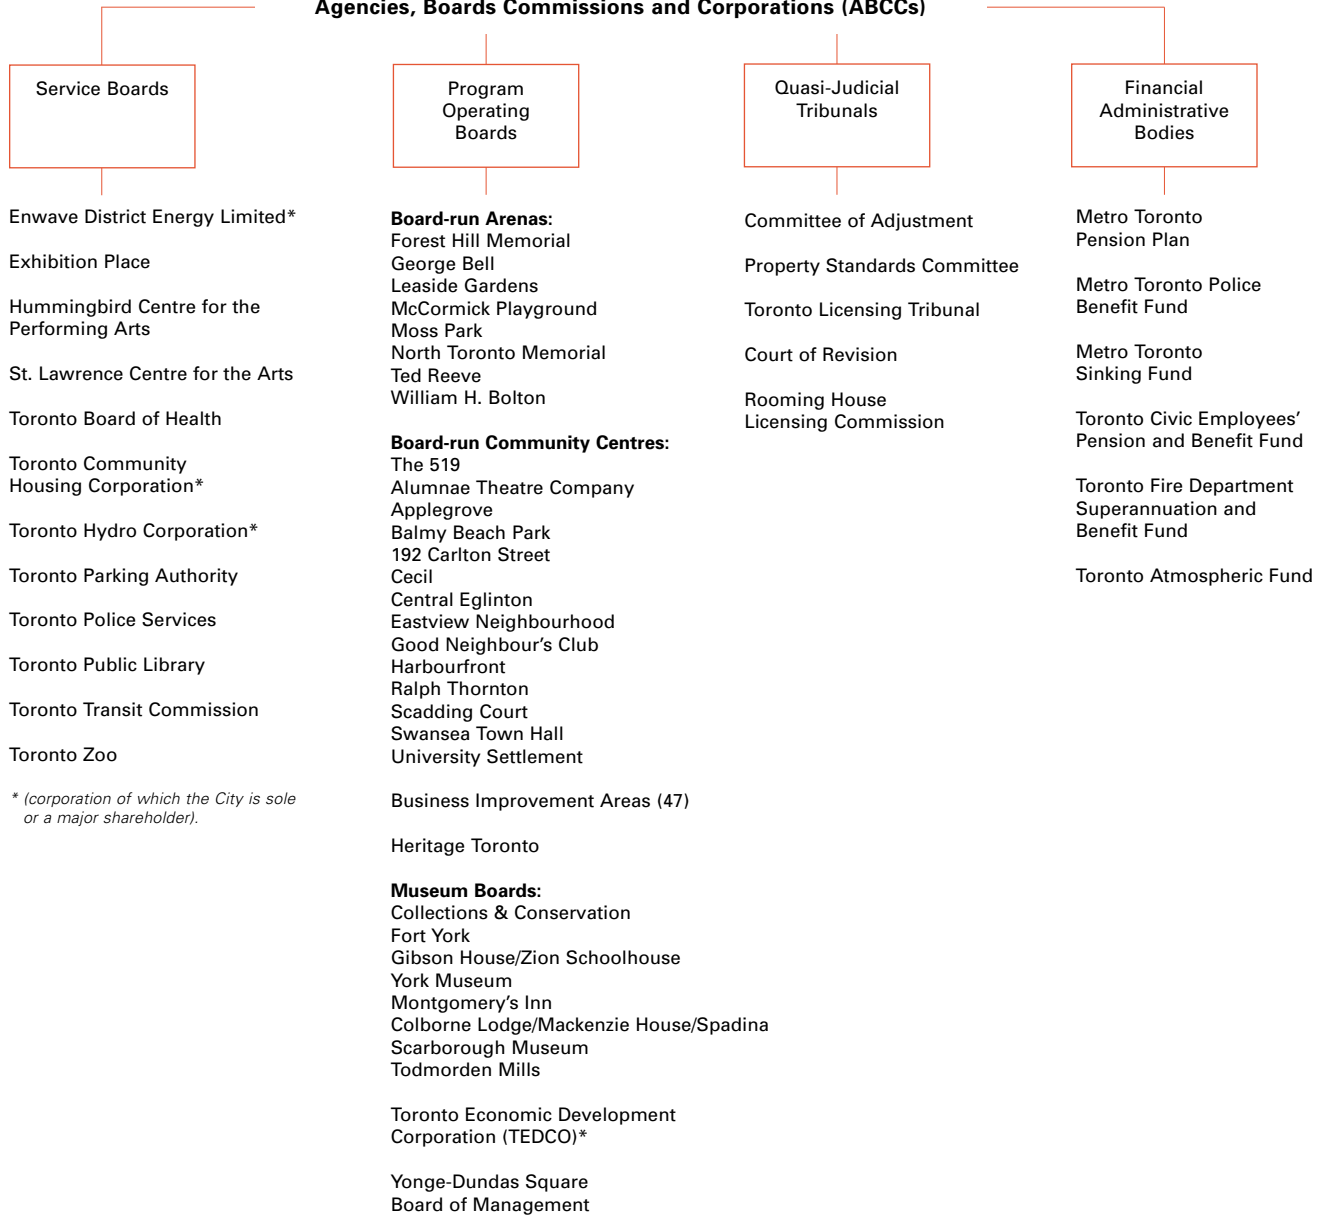 Agencies, Boards Commissions and Corporations (ABCCs)
Service Boards
Enwave District Energy Limited*
Exhibition Place
Hummingbird Centre for the
Performing Arts
St. Lawrence Centre for the Arts
Toronto Board of Health
Toronto Community
Housing Corporation*
Toronto Hydro Corporation*
Toronto Parking Authority
Toronto Police Services
Toronto Public Library
Toronto Transit Commission
Toronto Zoo
* (corporation of which the City is sole
or a major shareholder).
Program
Operating
Boards
Board-run Arenas:
Forest Hill Memorial
George Bell
Leaside Gardens
McCormick Playground
Moss Park
North Toronto Memorial
Ted Reeve
William H. Bolton
Board-run Community Centres:
The 519
Alumnae Theatre Company
Applegrove
Balmy Beach Park
192 Carlton Street
Cecil
Central Eglinton
Eastview Neighbourhood
Good Neighbour's Club
Harbourfront
Ralph Thornton
Scadding Court
Swansea Town Hall
University Settlement
Business Improvement Areas (47)
Heritage Toronto
Museum Boards:
Collections & Conservation
Fort York
Gibson House/Zion Schoolhouse
York Museum
Montgomery's Inn
Colborne Lodge/Mackenzie House/Spadina
Scarborough Museum
Todmorden Mills
Toronto Economic Development
Corporation (TEDCO)*
Yonge-Dundas Square
Board of Management
Quasi-Judicial
Tribunals
Committee of Adjustment
Property Standards Committee
Toronto Licensing Tribunal
Court of Revision
Rooming House
Licensing Commission
Financial
Administrative
Bodies
Metro Toronto
Pension Plan
Metro Toronto Police
Benefit Fund
Metro Toronto
Sinking Fund
Toronto Civic Employees'
Pension and Benefit Fund
Toronto Fire Department
Superannuation and
Benefit Fund
Toronto Atmospheric Fund